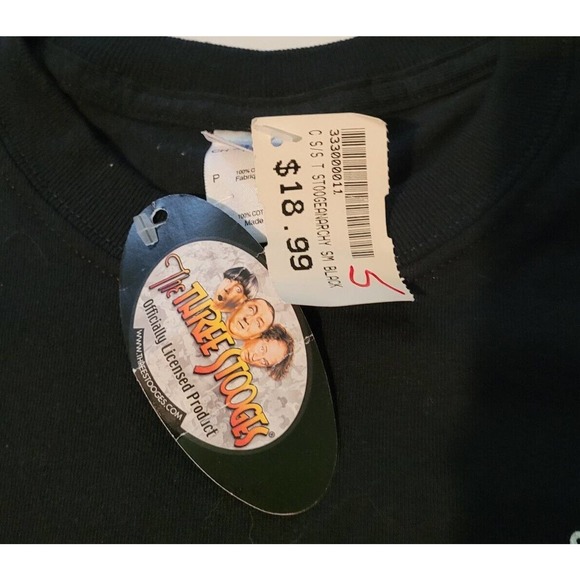 333000011
C S/S T STOOGEANARCHY SM BLACK
$18.99
S
P
100% C
Fabriq
100% COT
Made
THE THREE STOOGES®
Officially Licensed Product
WWW.THREESTOOGES.COM